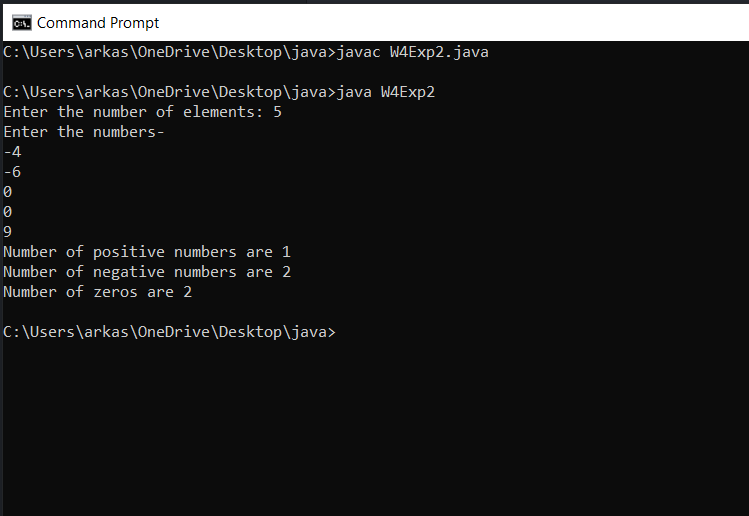 Command Prompt
C:\Users\arkas\OneDrive\Desktop\java>javac W4Exp2.java
C:\Users\arkas\OneDrive\Desktop\java>java W4Exp2
Enter the number of elements: 5
Enter the numbers-
-4
-6
0
0
9
Number of positive numbers are 1
Number of negative numbers are 2
Number of zeros are 2
C:\Users\arkas\OneDrive\Desktop\java>